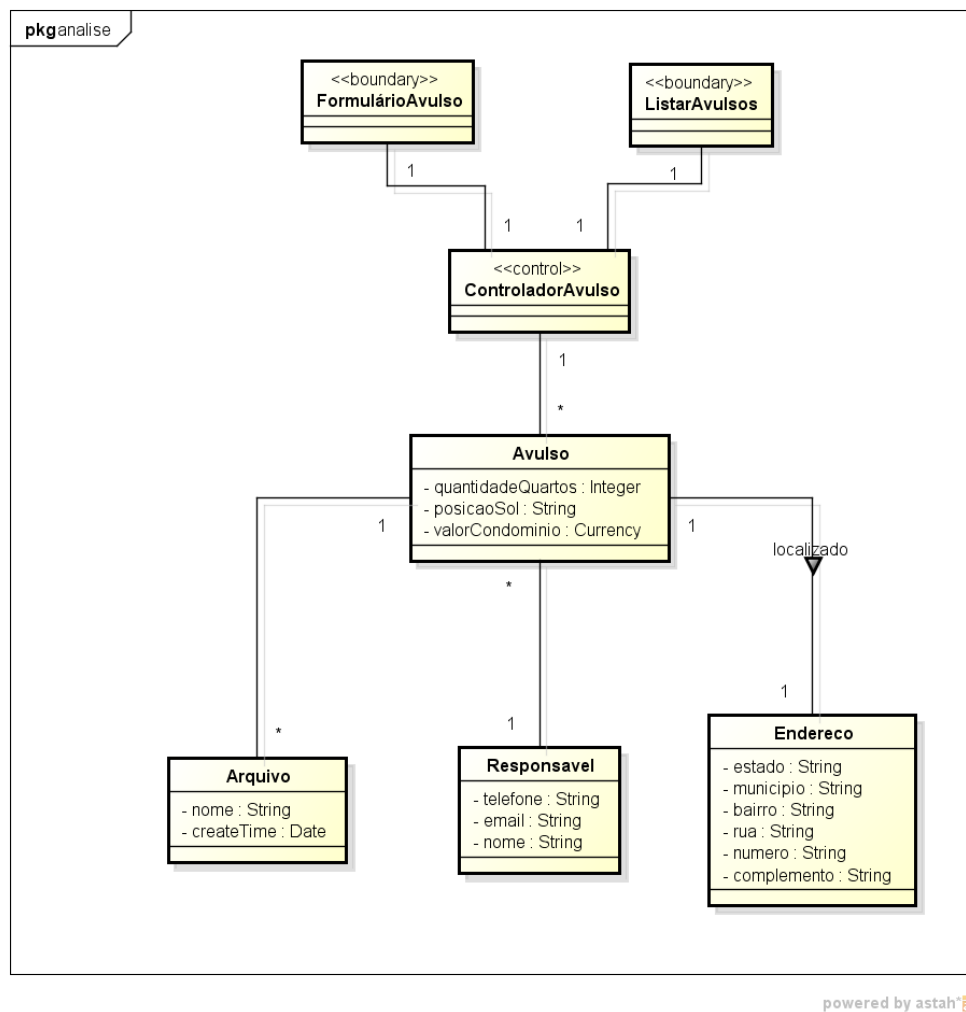 pkg analise
<<boundary>>
FormulárioAvulso
<<boundary>>
ListarAvulsos
1
1
1
1
<<control>>
ControladorAvulso
1
*
Avulso
- quantidadeQuartos : Integer
- posicaoSol : String
- valorCondominio : Currency
1
1
localizado
*
1
1
*
Arquivo
- nome : String
- createTime : Date
Responsavel
- telefone : String
- email : String
- nome : String
Endereco
- estado : String
- municipio : String
- bairro : String
- rua : String
- numero : String
- complemento : String
powered by astah*